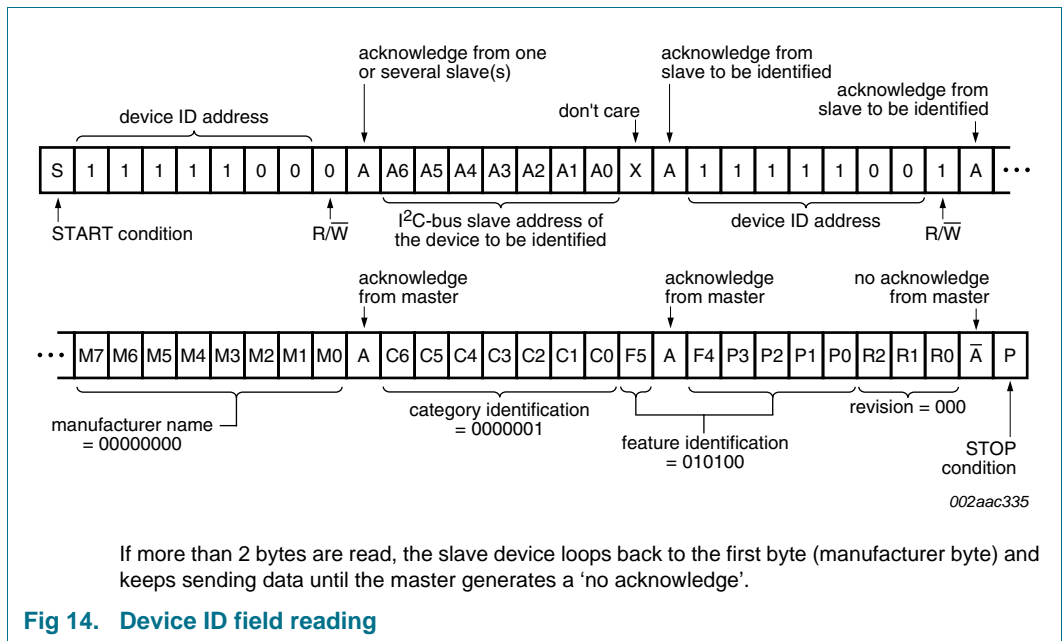 acknowledge from one
or several slave(s)
acknowledge from
slave to be identified
acknowledge from
slave to be identified
device ID address
don't care
S 1 1 1 1 1 0 0 0 A A6 A5 A4 A3 A2 A1 A0 X A 1 1 1 1 1 0 0 1 A •••
START condition
R/W̅
I²C-bus slave address of
the device to be identified
device ID address
R/W̅
acknowledge
from master
acknowledge
from master
no acknowledge
from master
••• M7 M6 M5 M4 M3 M2 M1 M0 A C6 C5 C4 C3 C2 C1 C0 F5 A F4 P3 P2 P1 P0 R2 R1 R0 A̅ P
manufacturer name
= 00000000
category identification
= 0000001
feature identification
= 010100
revision = 000
STOP
condition
002aac335
If more than 2 bytes are read, the slave device loops back to the first byte (manufacturer byte) and
keeps sending data until the master generates a ‘no acknowledge’.
Fig 14. Device ID field reading